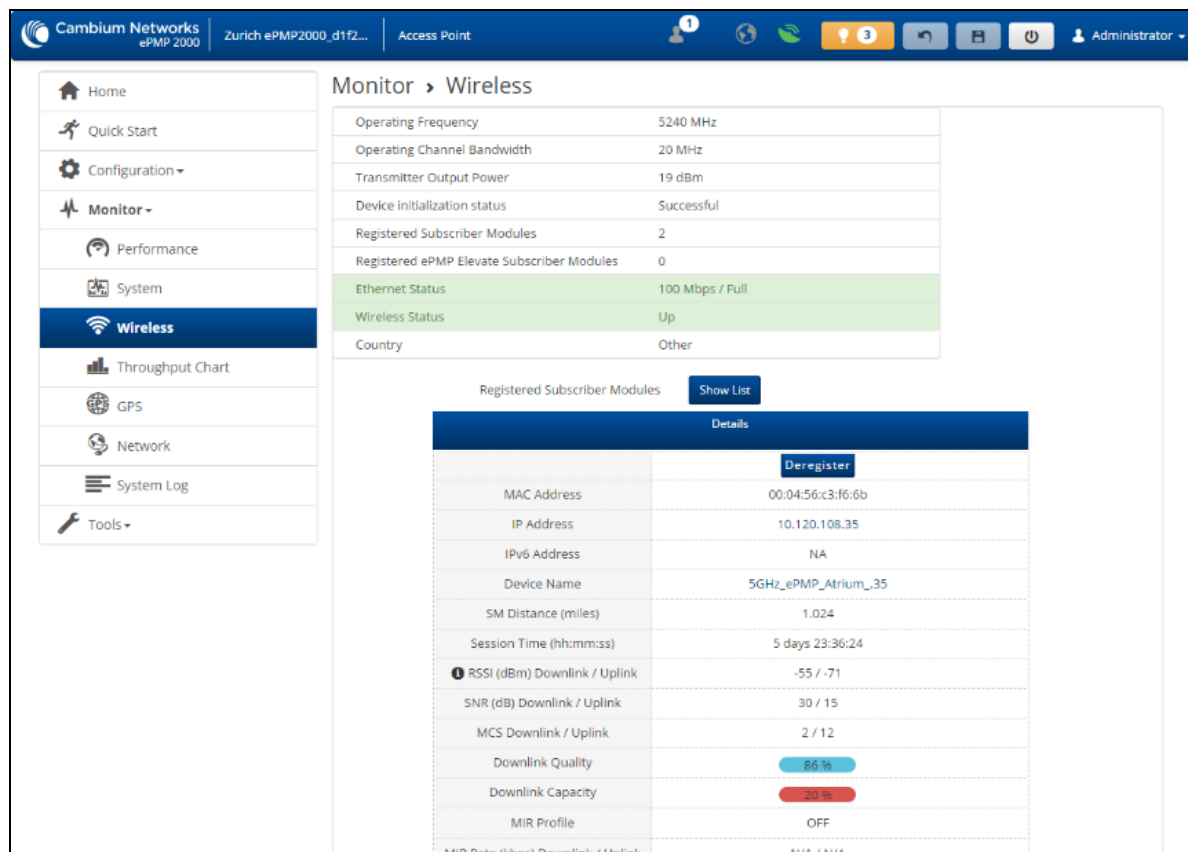 Cambium Networks
ePMP 2000
Zurich ePMP2000_d1f2...
Access Point
1
3
Administrator
Home
Quick Start
Configuration
Monitor
Performance
System
Wireless
Throughput Chart
GPS
Network
System Log
Tools
Monitor > Wireless
Operating Frequency 5240 MHz
Operating Channel Bandwidth 20 MHz
Transmitter Output Power 19 dBm
Device initialization status Successful
Registered Subscriber Modules 2
Registered ePMP Elevate Subscriber Modules 0
Ethernet Status 100 Mbps / Full
Wireless Status Up
Country Other
Registered Subscriber Modules Show List
Details
Deregister
MAC Address 00:04:56:c3:f6:6b
IP Address 10.120.108.35
IPv6 Address NA
Device Name 5GHz_ePMP_Atrium_.35
SM Distance (miles) 1.024
Session Time (hh:mm:ss) 5 days 23:36:24
RSSI (dBm) Downlink / Uplink -55 / -71
SNR (dB) Downlink / Uplink 30 / 15
MCS Downlink / Uplink 2 / 12
Downlink Quality 86 %
Downlink Capacity 20 %
MIR Profile OFF
MIR Rate (kbps) Downlink / Uplink N/A / N/A